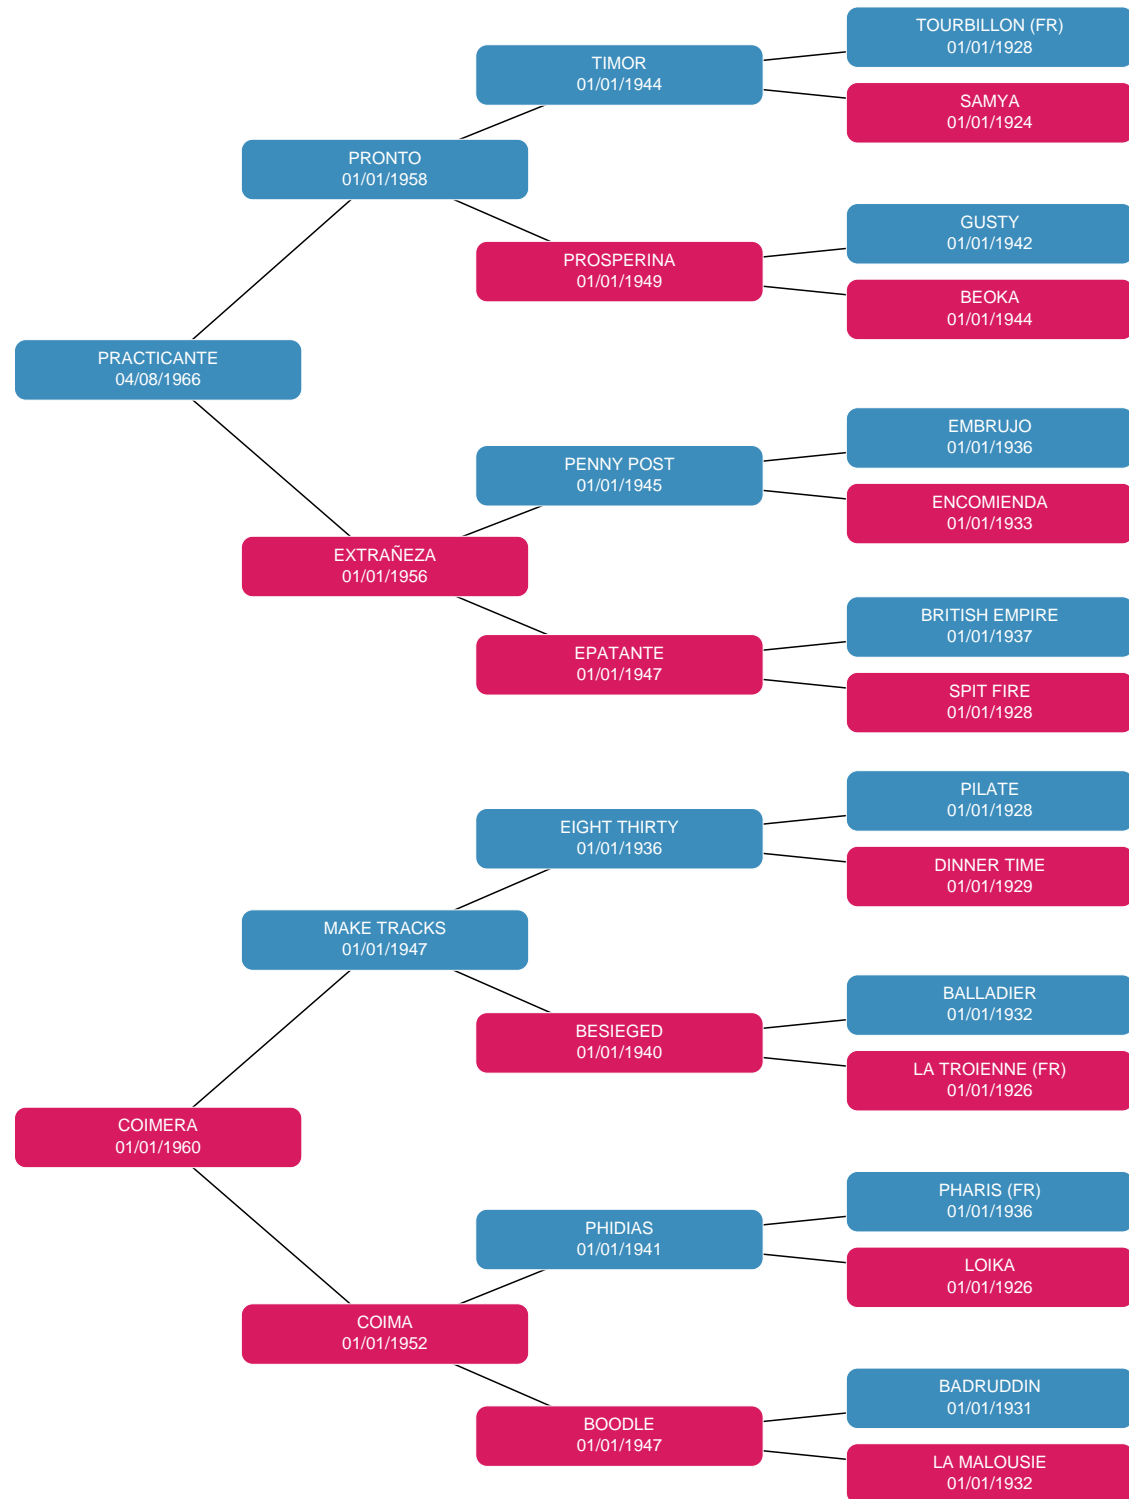 TOURBILLON (FR)
01/01/1928
TIMOR
01/01/1944
SAMYA
01/01/1924
PRONTO
01/01/1958
GUSTY
01/01/1942
PROSPERINA
01/01/1949
BEOKA
01/01/1944
PRACTICANTE
04/08/1966
EMBRUJO
01/01/1936
PENNY POST
01/01/1945
ENCOMIENDA
01/01/1933
EXTRAÑEZA
01/01/1956
BRITISH EMPIRE
01/01/1937
EPATANTE
01/01/1947
SPIT FIRE
01/01/1928
PILATE
01/01/1928
EIGHT THIRTY
01/01/1936
DINNER TIME
01/01/1929
MAKE TRACKS
01/01/1947
BALLADIER
01/01/1932
BESIEGED
01/01/1940
LA TROIENNE (FR)
01/01/1926
COIMERA
01/01/1960
PHARIS (FR)
01/01/1936
PHIDIAS
01/01/1941
LOIKA
01/01/1926
COIMA
01/01/1952
BADRUDDIN
01/01/1931
BOODLE
01/01/1947
LA MALOUSIE
01/01/1932